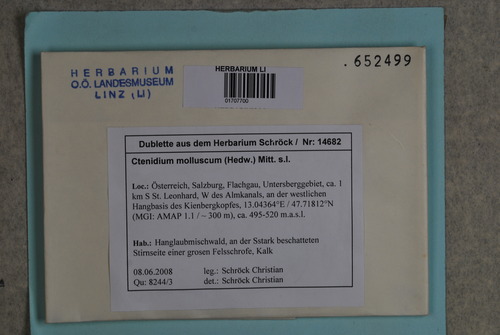 HERBARIUM
O.Ö. LANDESMUSEUM
LINZ (LI)
HERBARIUM LI
01707700
. 652499
Dublette aus dem Herbarium Schröck / Nr: 14682
Ctenidium molluscum (Hedw.) Mitt. s.l.
Loc.: Österreich, Salzburg, Flachgau, Untersberggebiet, ca. 1
km S St. Leonhard, W des Almkanals, an der westlichen
Hangbasis des Kienbergkopfes, 13.04364°E / 47.71812°N
(MGI: AMAP 1.1 / ~ 300 m), ca. 495-520 m.a.s.l.
Hab.: Hanglaubmischwald, an der Sstark beschatteten
Stirnseite einer grosen Felsschrofe, Kalk
08.06.2008 leg.: Schröck Christian
Qu: 8244/3 det.: Schröck Christian